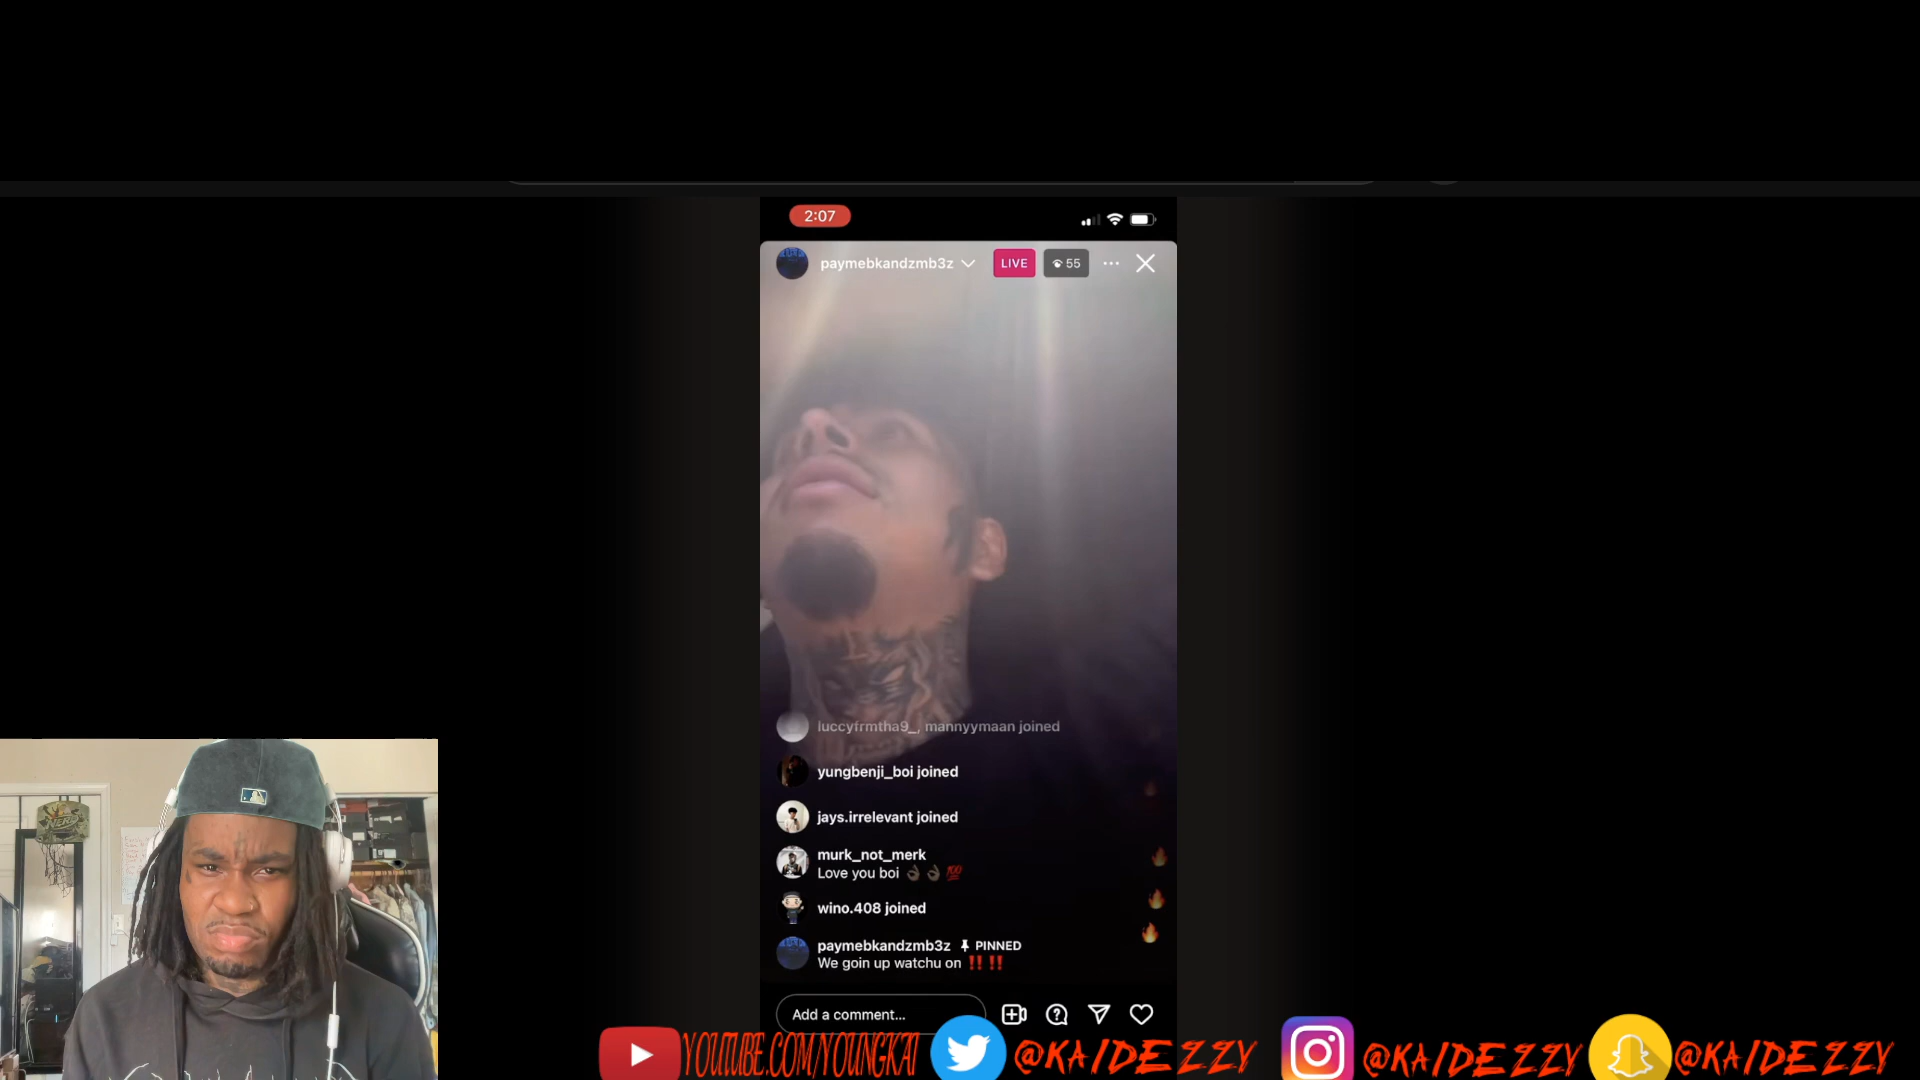 2:07
paymebkandzmb3z
LIVE
55
luccyfrmtha9_, mannyymaan joined
yungbenji_boi joined
jays.irrelevant joined
murk_not_merk
Love you boi 👌🏿👌🏿💯
wino.408 joined
paymebkandzmb3z PINNED
We goin up watchu on ‼️‼️
Add a comment...
YOUTUBE.COM/YOUNGKAI
@KAIDEZZY
@KAIDEZZY
@KAIDEZZY